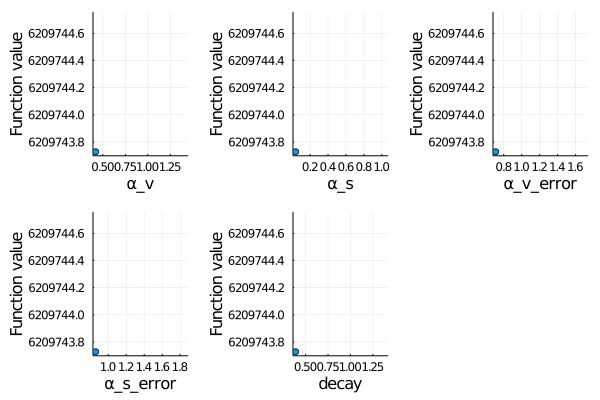 Function value
6209744.6
6209744.4
6209744.2
6209744.0
6209743.8
0.500.751.001.25
α_v
Function value
6209744.6
6209744.4
6209744.2
6209744.0
6209743.8
0.2 0.4 0.6 0.8 1.0
α_s
Function value
6209744.6
6209744.4
6209744.2
6209744.0
6209743.8
0.8 1.0 1.2 1.4 1.6
α_v_error
Function value
6209744.6
6209744.4
6209744.2
6209744.0
6209743.8
1.0 1.2 1.4 1.6 1.8
α_s_error
Function value
6209744.6
6209744.4
6209744.2
6209744.0
6209743.8
0.500.751.001.25
decay